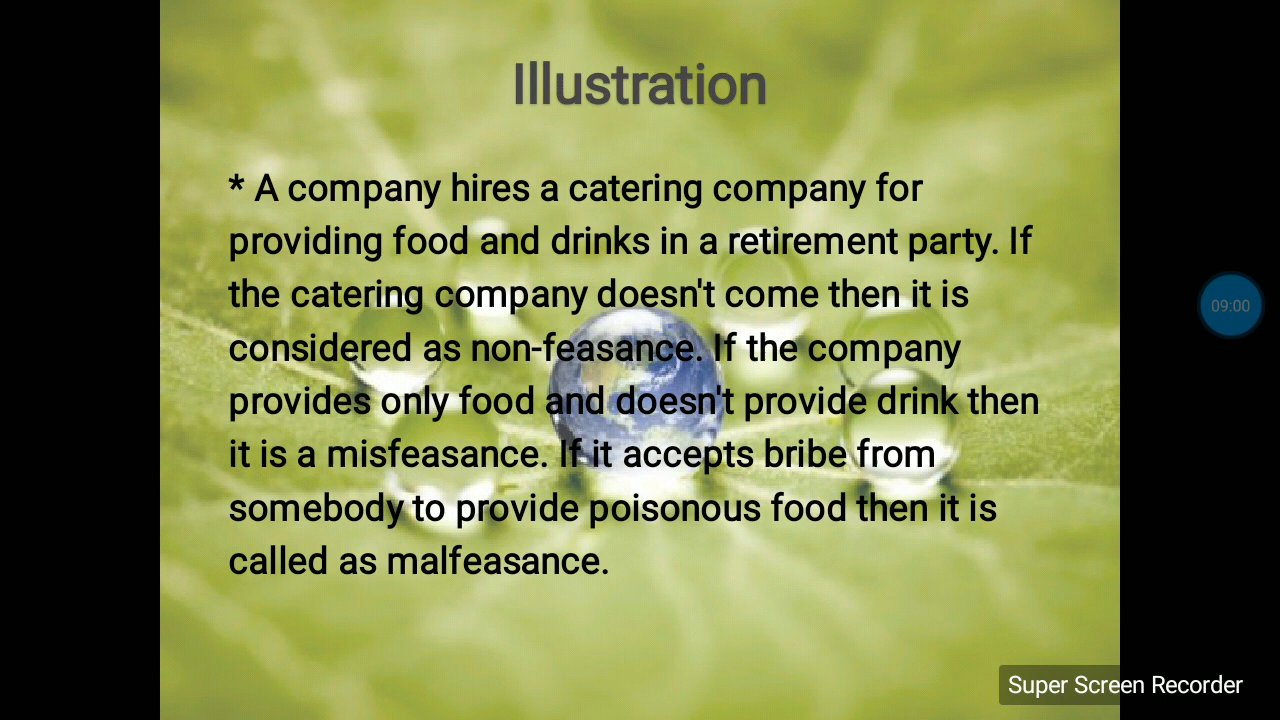 Illustration
* A company hires a catering company for
providing food and drinks in a retirement party. If
the catering company doesn't come then it is
considered as non-feasance. If the company
provides only food and doesn't provide drink then
it is a misfeasance. If it accepts bribe from
somebody to provide poisonous food then it is
called as malfeasance.
09:00
Super Screen Recorder